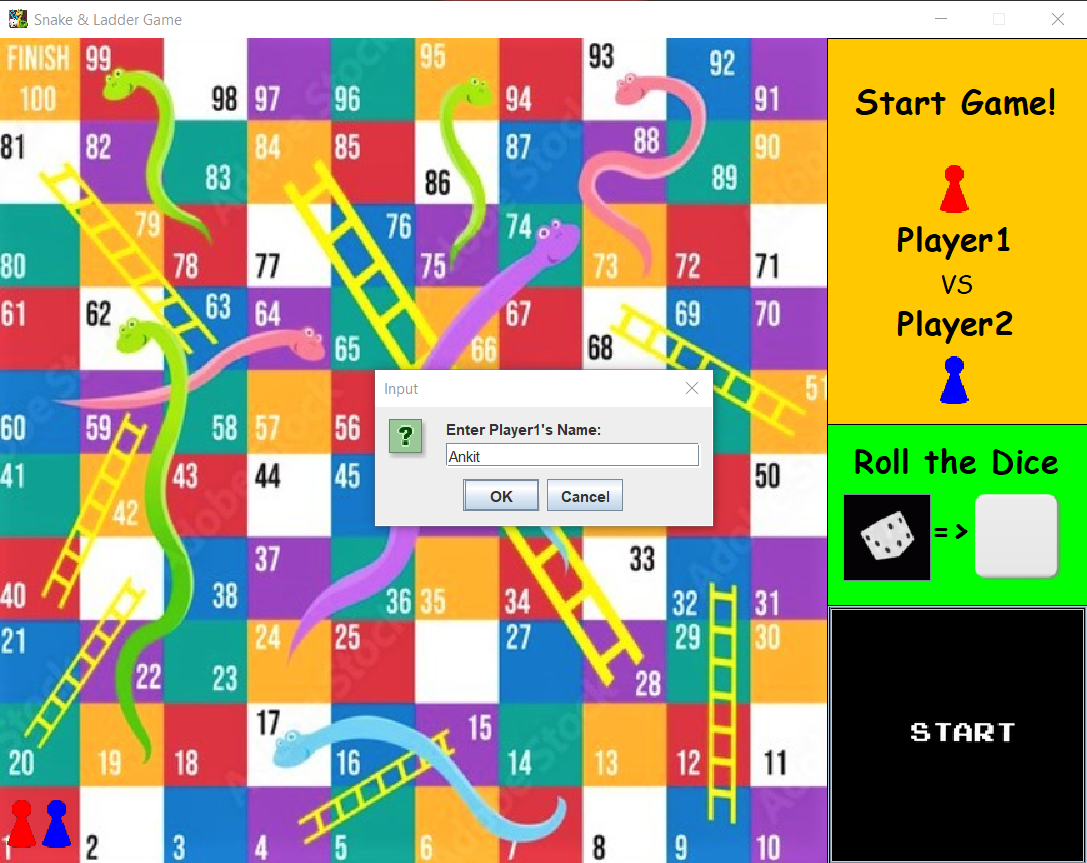 Snake & Ladder Game
FINISH
100 99 98 97 96 95 94 93 92 91
81 82 83 84 85 86 87 88 89 90
80 79 78 77 76 75 74 73 72 71
61 62 63 64 65 66 67 68 69 70
60 59 58 57 56 51
41 42 43 44 45 50
40 38 37 36 35 34 33 32 31
21 22 23 24 25 27 28 29 30
20 19 18 17 16 15 14 13 12 11
1 2 3 4 5 6 7 8 9 10
Input
?
Enter Player1's Name:
Ankit
OK Cancel
Start Game!
Player1
VS
Player2
Roll the Dice
=>
START